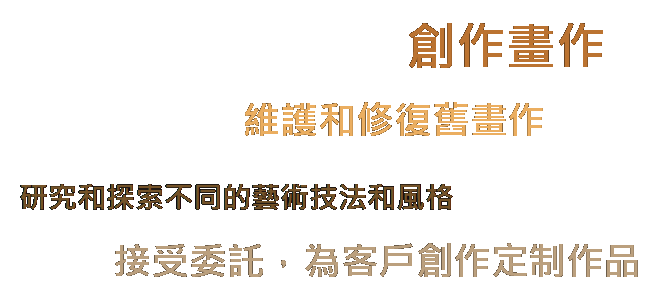 創作畫作
維護和修復舊畫作
研究和探索不同的藝術技法和風格
接受委託，為客戶創作定制作品